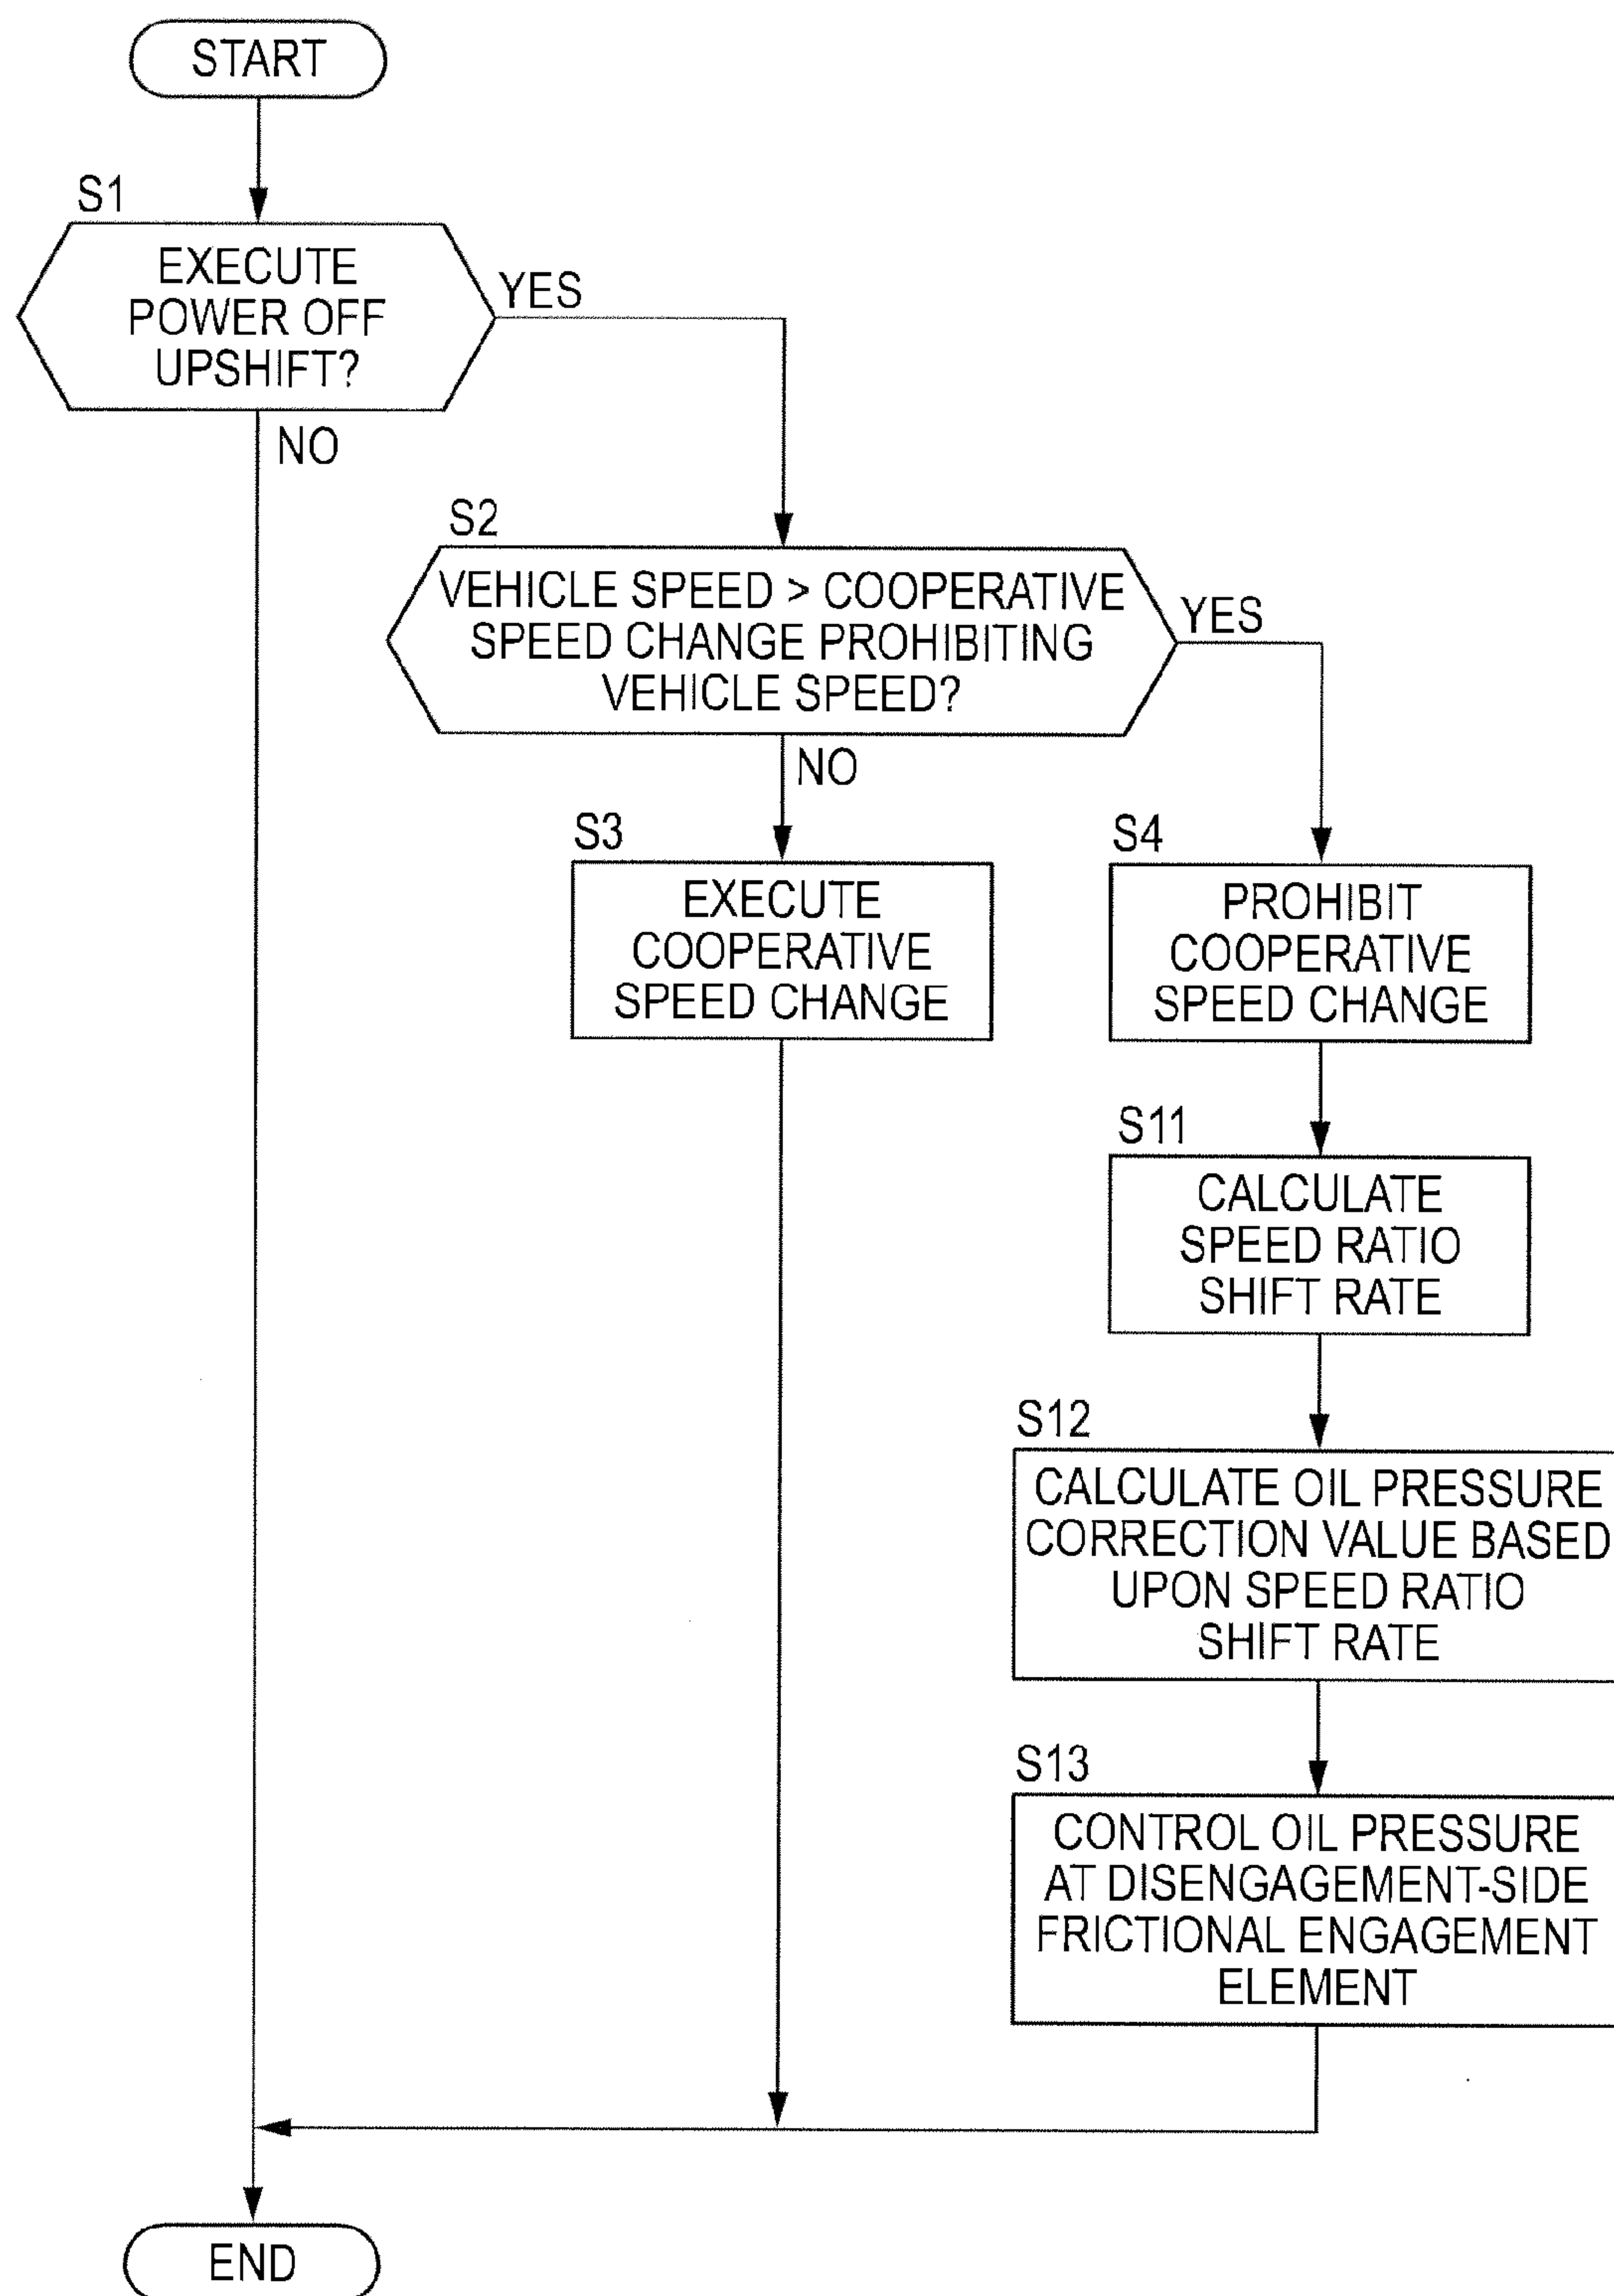 START
S1
EXECUTE
POWER OFF
UPSHIFT?
YES
NO
S2
VEHICLE SPEED > COOPERATIVE
SPEED CHANGE PROHIBITING
VEHICLE SPEED?
YES
NO
S3
EXECUTE
COOPERATIVE
SPEED CHANGE
S4
PROHIBIT
COOPERATIVE
SPEED CHANGE
S11
CALCULATE
SPEED RATIO
SHIFT RATE
S12
CALCULATE OIL PRESSURE
CORRECTION VALUE BASED
UPON SPEED RATIO
SHIFT RATE
S13
CONTROL OIL PRESSURE
AT DISENGAGEMENT-SIDE
FRICTIONAL ENGAGEMENT
ELEMENT
END